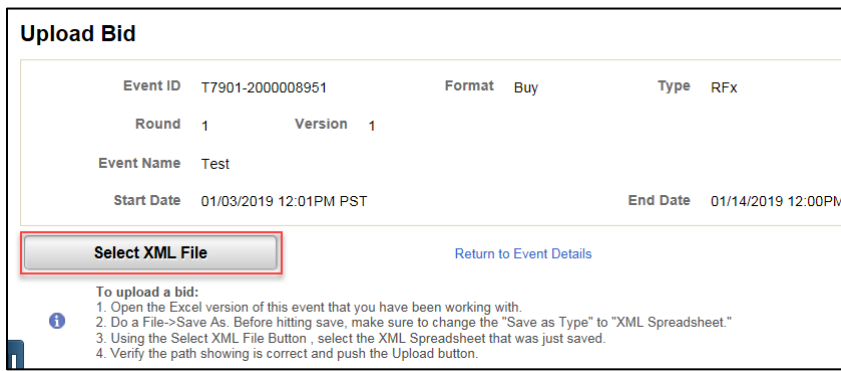 Upload Bid
Event ID T7901-2000008951 Format Buy Type RFx
Round 1 Version 1
Event Name Test
Start Date 01/03/2019 12:01PM PST End Date 01/14/2019 12:00PM
Select XML File Return to Event Details
To upload a bid:
1. Open the Excel version of this event that you have been working with.
2. Do a File->Save As. Before hitting save, make sure to change the "Save as Type" to "XML Spreadsheet."
3. Using the Select XML File Button , select the XML Spreadsheet that was just saved.
4. Verify the path showing is correct and push the Upload button.